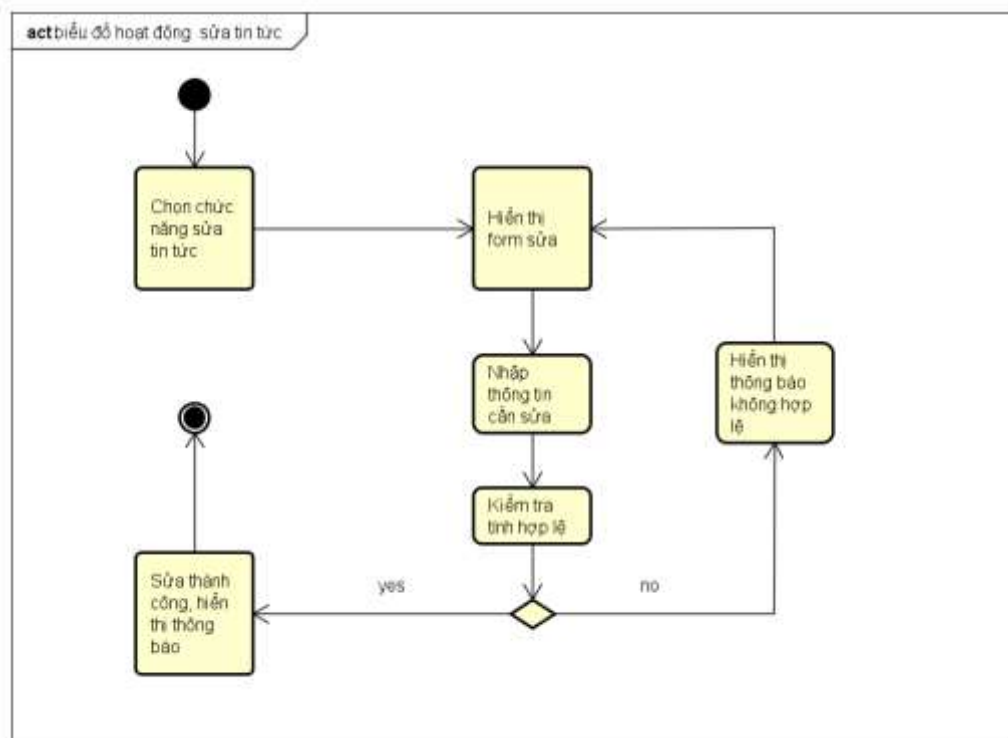 act biểu đồ hoạt động sửa tin tức
Chọn chức
năng sửa
tin tức
Hiển thị
form sửa
Nhập
thông tin
cần sửa
Hiển thị
thông báo
không hợp
lệ
Kiểm tra
tính hợp lệ
yes
no
Sửa thành
công, hiển
thị thông
báo